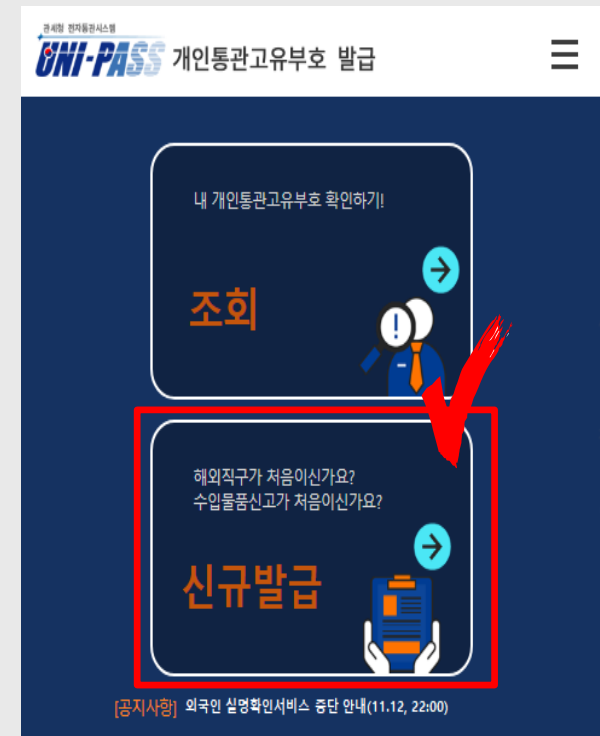 관세청 전자통관시스템
UNI-PASS 개인통관고유부호 발급
내 개인통관고유부호 확인하기!
조회
해외직구가 처음이신가요?
수입물품신고가 처음이신가요?
신규발급
[공지사항] 외국인 실명확인서비스 중단 안내(11.12, 22:00)